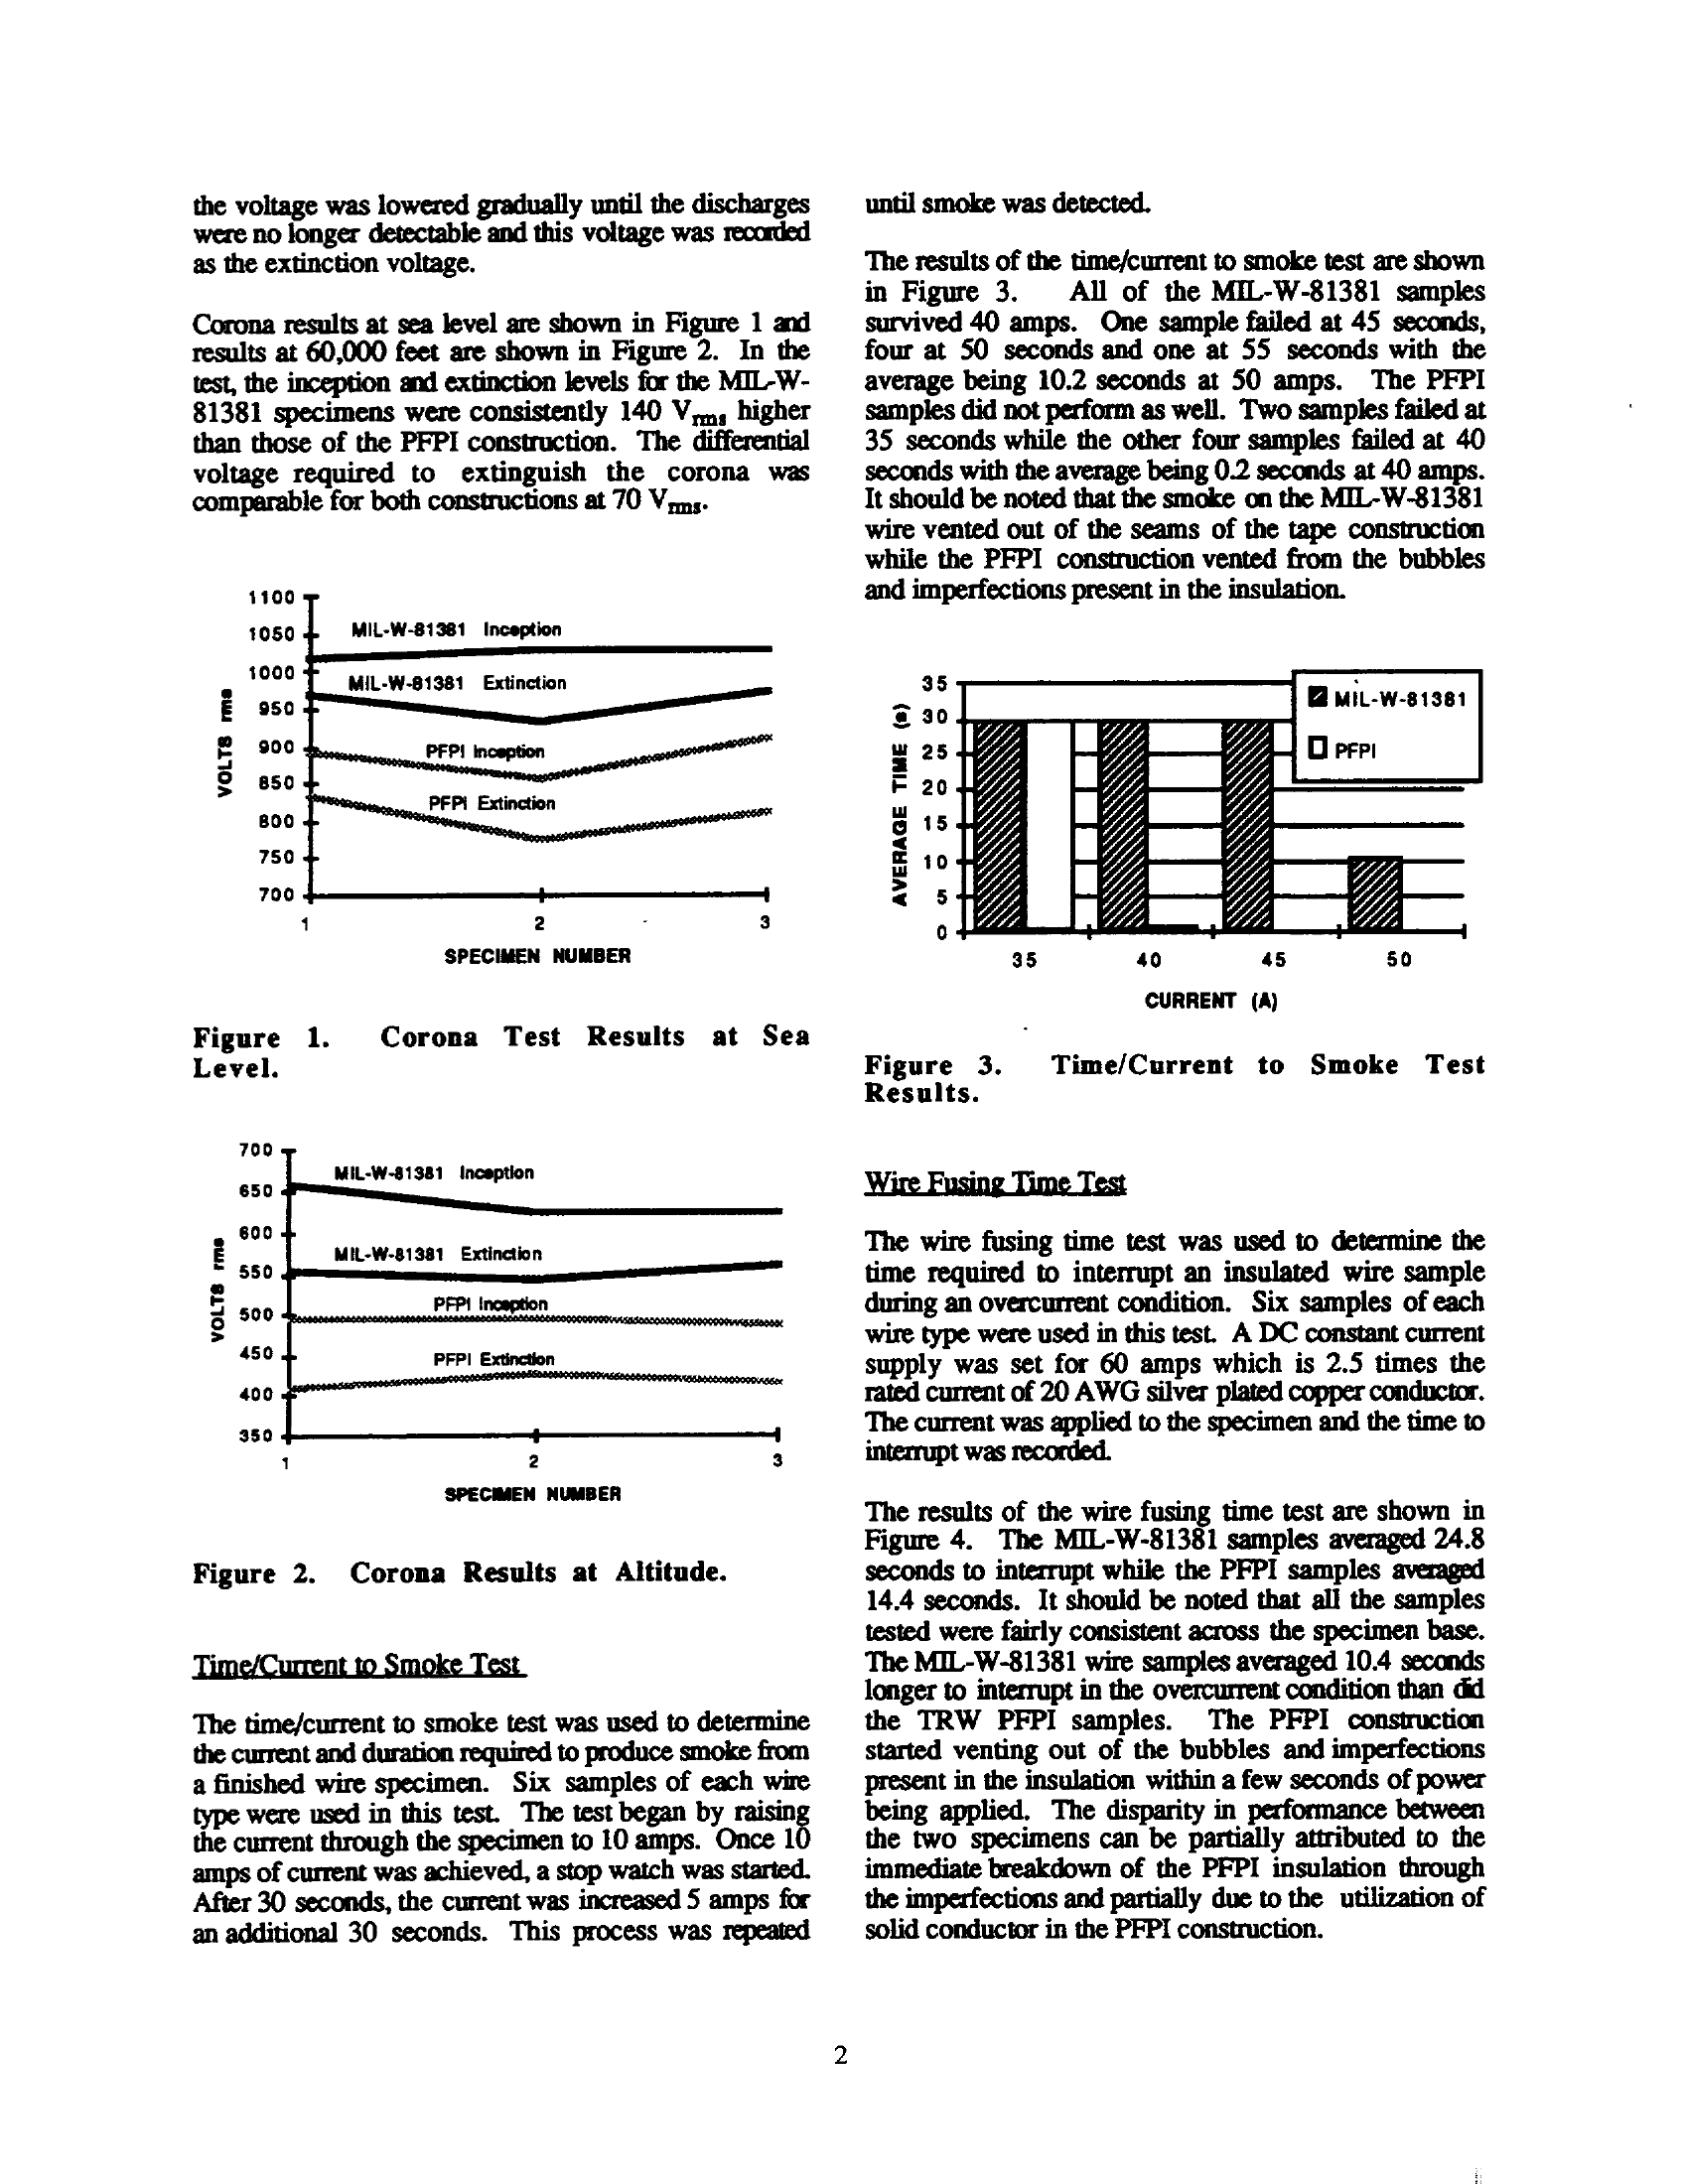 the voltage was lowered gradually until the discharges
were no longer detectable and this voltage was recorded
as the extinction voltage.
Corona results at sea level are shown in Figure 1 and
results at 60,000 feet are shown in Figure 2. In the
test, the inception and extinction levels for the MIL-W-
81381 specimens were consistently 140 Vrms higher
than those of the PFPI construction. The differential
voltage required to extinguish the corona was
comparable for both constructions at 70 Vrms.
1100
1050
1000
950
900
850
800
750
700
VOLTS rms
MIL-W-81381 Inception
MIL-W-81381 Extinction
PFPI Inception
PFPI Extinction
1 2 3
SPECIMEN NUMBER
Figure 1. Corona Test Results at Sea
Level.
700
650
600
550
500
450
400
350
VOLTS rms
MIL-W-81381 Inception
MIL-W-81381 Extinction
PFPI Inception
PFPI Extinction
1 2 3
SPECIMEN NUMBER
Figure 2. Corona Results at Altitude.
Time/Current to Smoke Test
The time/current to smoke test was used to determine
the current and duration required to produce smoke from
a finished wire specimen. Six samples of each wire
type were used in this test. The test began by raising
the current through the specimen to 10 amps. Once 10
amps of current was achieved, a stop watch was started.
After 30 seconds, the current was increased 5 amps for
an additional 30 seconds. This process was repeated
until smoke was detected.
The results of the time/current to smoke test are shown
in Figure 3. All of the MIL-W-81381 samples
survived 40 amps. One sample failed at 45 seconds,
four at 50 seconds and one at 55 seconds with the
average being 10.2 seconds at 50 amps. The PFPI
samples did not perform as well. Two samples failed at
35 seconds while the other four samples failed at 40
seconds with the average being 0.2 seconds at 40 amps.
It should be noted that the smoke on the MIL-W-81381
wire vented out of the seams of the tape construction
while the PFPI construction vented from the bubbles
and imperfections present in the insulation.
35
30
25
20
15
10
5
0
AVERAGE TIME (s)
MIL-W-81381
PFPI
35 40 45 50
CURRENT (A)
Figure 3. Time/Current to Smoke Test
Results.
Wire Fusing Time Test
The wire fusing time test was used to determine the
time required to interrupt an insulated wire sample
during an overcurrent condition. Six samples of each
wire type were used in this test. A DC constant current
supply was set for 60 amps which is 2.5 times the
rated current of 20 AWG silver plated copper conductor.
The current was applied to the specimen and the time to
interrupt was recorded.
The results of the wire fusing time test are shown in
Figure 4. The MIL-W-81381 samples averaged 24.8
seconds to interrupt while the PFPI samples averaged
14.4 seconds. It should be noted that all the samples
tested were fairly consistent across the specimen base.
The MIL-W-81381 wire samples averaged 10.4 seconds
longer to interrupt in the overcurrent condition than did
the TRW PFPI samples. The PFPI construction
started venting out of the bubbles and imperfections
present in the insulation within a few seconds of power
being applied. The disparity in performance between
the two specimens can be partially attributed to the
immediate breakdown of the PFPI insulation through
the imperfections and partially due to the utilization of
solid conductor in the PFPI construction.
2